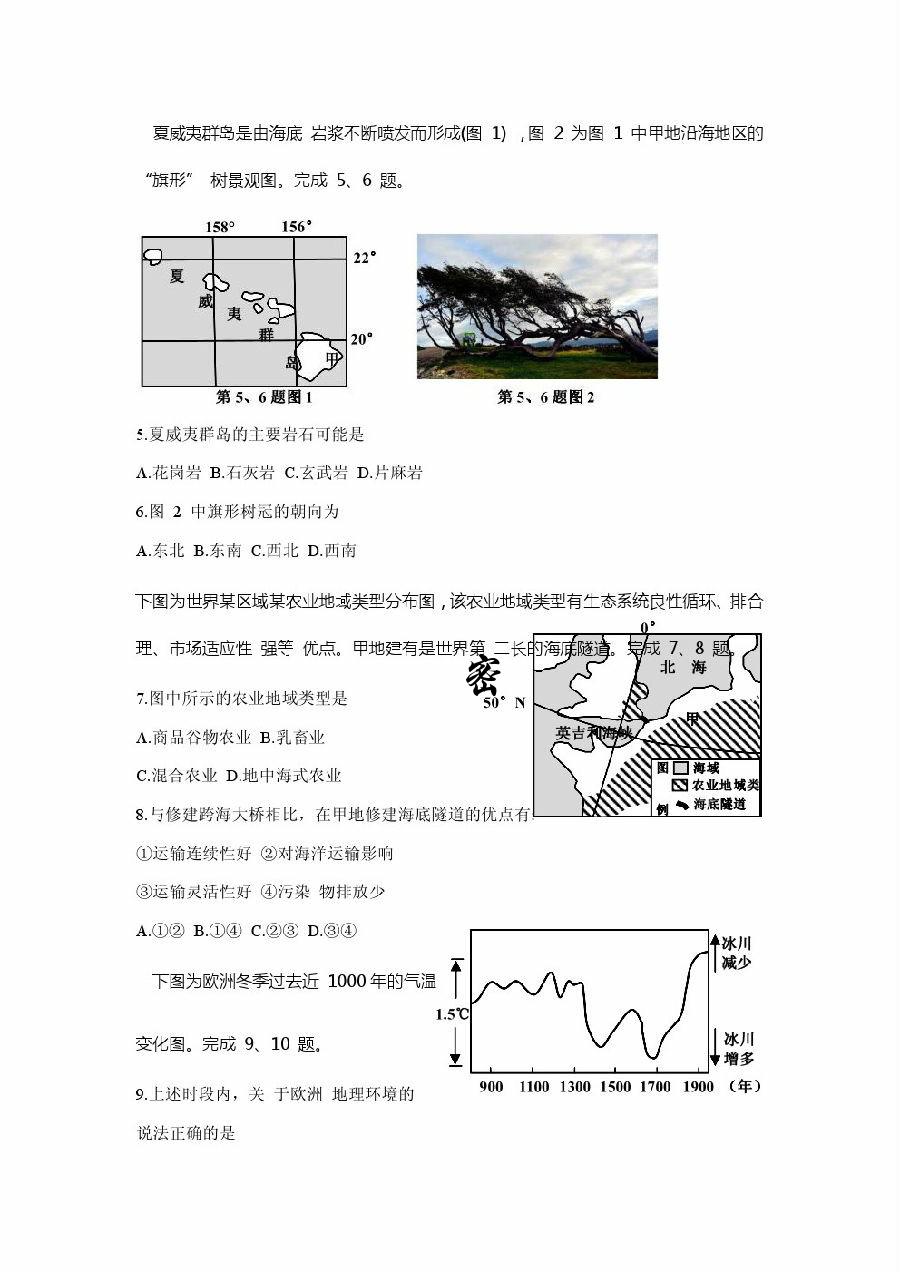 夏威夷群岛是由海底 岩浆不断喷发而形成(图 1) ,图 2 为图 1 中甲地沿海地区的
“旗形” 树景观图。完成 5、6 题。
158° 156°
22°
夏
威
夷
群
20°
岛 甲
第5、6题图1 第5、6题图2
5.夏威夷群岛的主要岩石可能是
A.花岗岩 B.石灰岩 C.玄武岩 D.片麻岩
6.图 2 中旗形树冠的朝向为
A.东北 B.东南 C.西北 D.西南
下图为世界某区域某农业地域类型分布图,该农业地域类型有生态系统良性循环、排合
理、市场适应性 强等 优点。甲地建有是世界第 二长的海底隧道。完成 7、8 题。
0°
北 海
密
50°N
甲
英吉利海峡
图 海域
农业地域类
例 海底隧道
7.图中所示的农业地域类型是
A.商品谷物农业 B.乳畜业
C.混合农业 D.地中海式农业
8.与修建跨海大桥相比，在甲地修建海底隧道的优点有
①运输连续性好 ②对海洋运输影响
③运输灵活性好 ④污染 物排放少
A.①② B.①④ C.②③ D.③④
下图为欧洲冬季过去近 1000年的气温
变化图。完成 9、10 题。
冰川
减少
1.5℃
冰川
增多
900 1100 1300 1500 1700 1900 （年）
9.上述时段内，关 于欧洲 地理环境的
说法正确的是